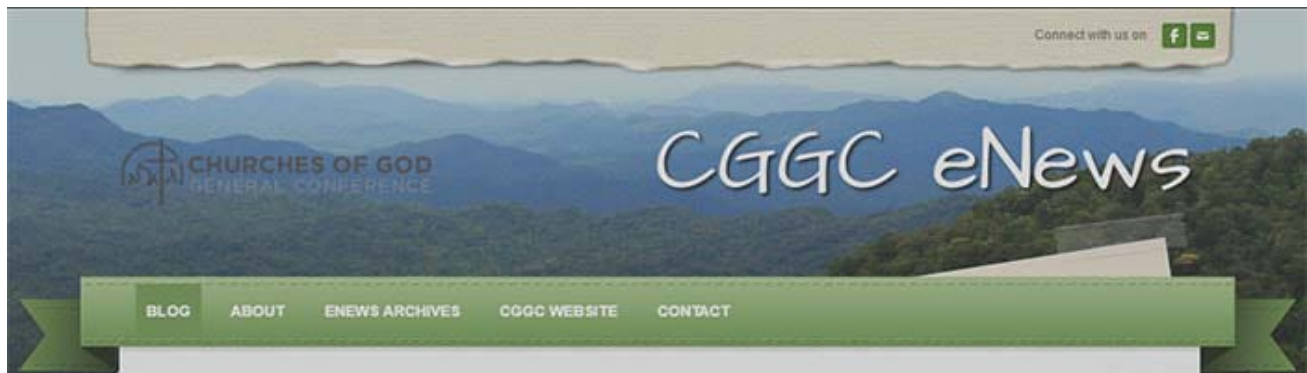 Connect with us on
CHURCHES OF GOD
GENERAL CONFERENCE
CGGC eNews
BLOG ABOUT ENEWS ARCHIVES CGGC WEBSITE CONTACT